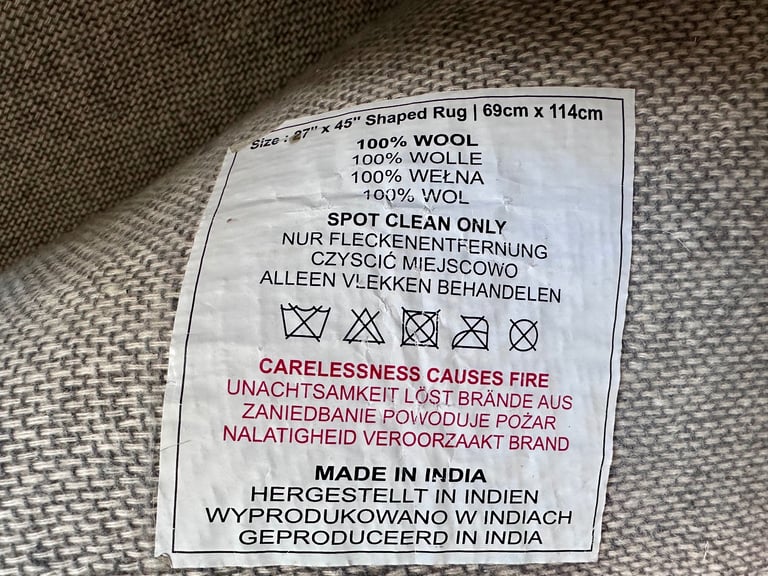 Size : 27" x 45" Shaped Rug | 69cm x 114cm
100% WOOL
100% WOLLE
100% WEŁNA
100% WOL
SPOT CLEAN ONLY
NUR FLECKENENTFERNUNG
CZYSCIĆ MIEJSCOWO
ALLEEN VLEKKEN BEHANDELEN
CARELESSNESS CAUSES FIRE
UNACHTSAMKEIT LÖST BRÄNDE AUS
ZANIEDBANIE POWODUJE POŻAR
NALATIGHEID VEROORZAAKT BRAND
MADE IN INDIA
HERGESTELLT IN INDIEN
WYPRODUKOWANO W INDIACH
GEPRODUCEERD IN INDIA